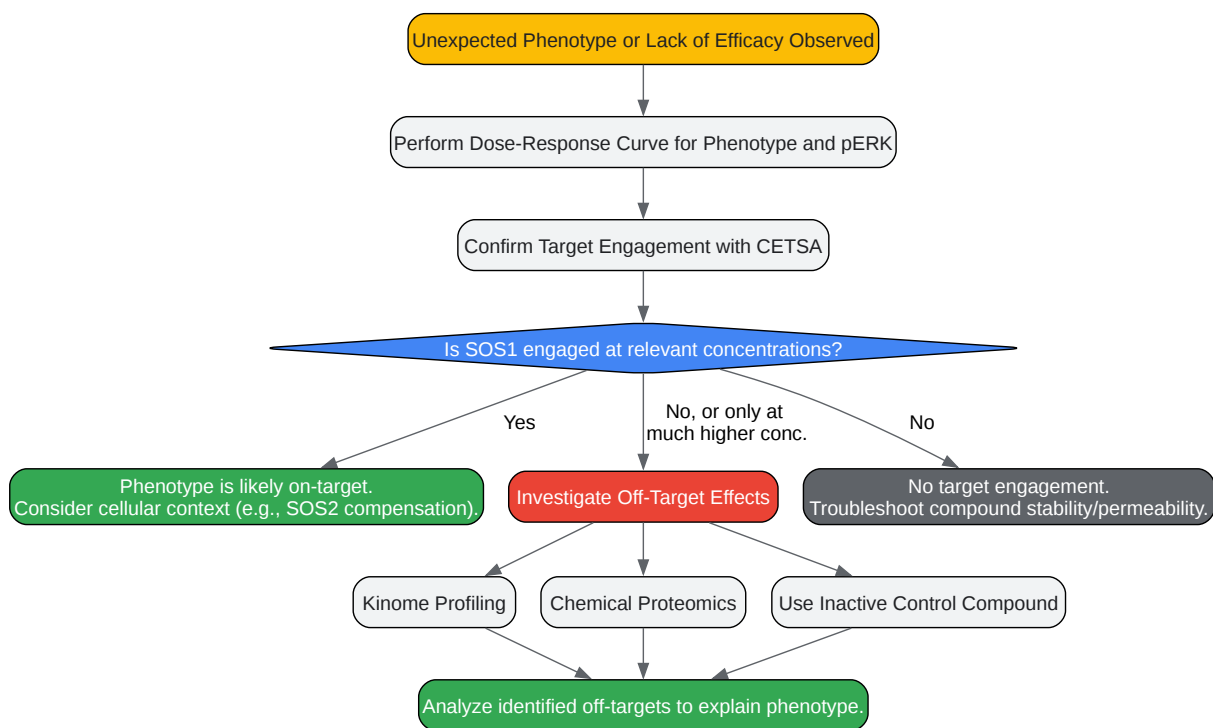 Unexpected Phenotype or Lack of Efficacy Observed
Perform Dose-Response Curve for Phenotype and pERK
Confirm Target Engagement with CETSA
Is SOS1 engaged at relevant concentrations?
Yes
No, or only at
much higher conc.
No
Phenotype is likely on-target.
Consider cellular context (e.g., SOS2 compensation).
Investigate Off-Target Effects
No target engagement.
Troubleshoot compound stability/permeability.
Kinome Profiling
Chemical Proteomics
Use Inactive Control Compound
Analyze identified off-targets to explain phenotype.